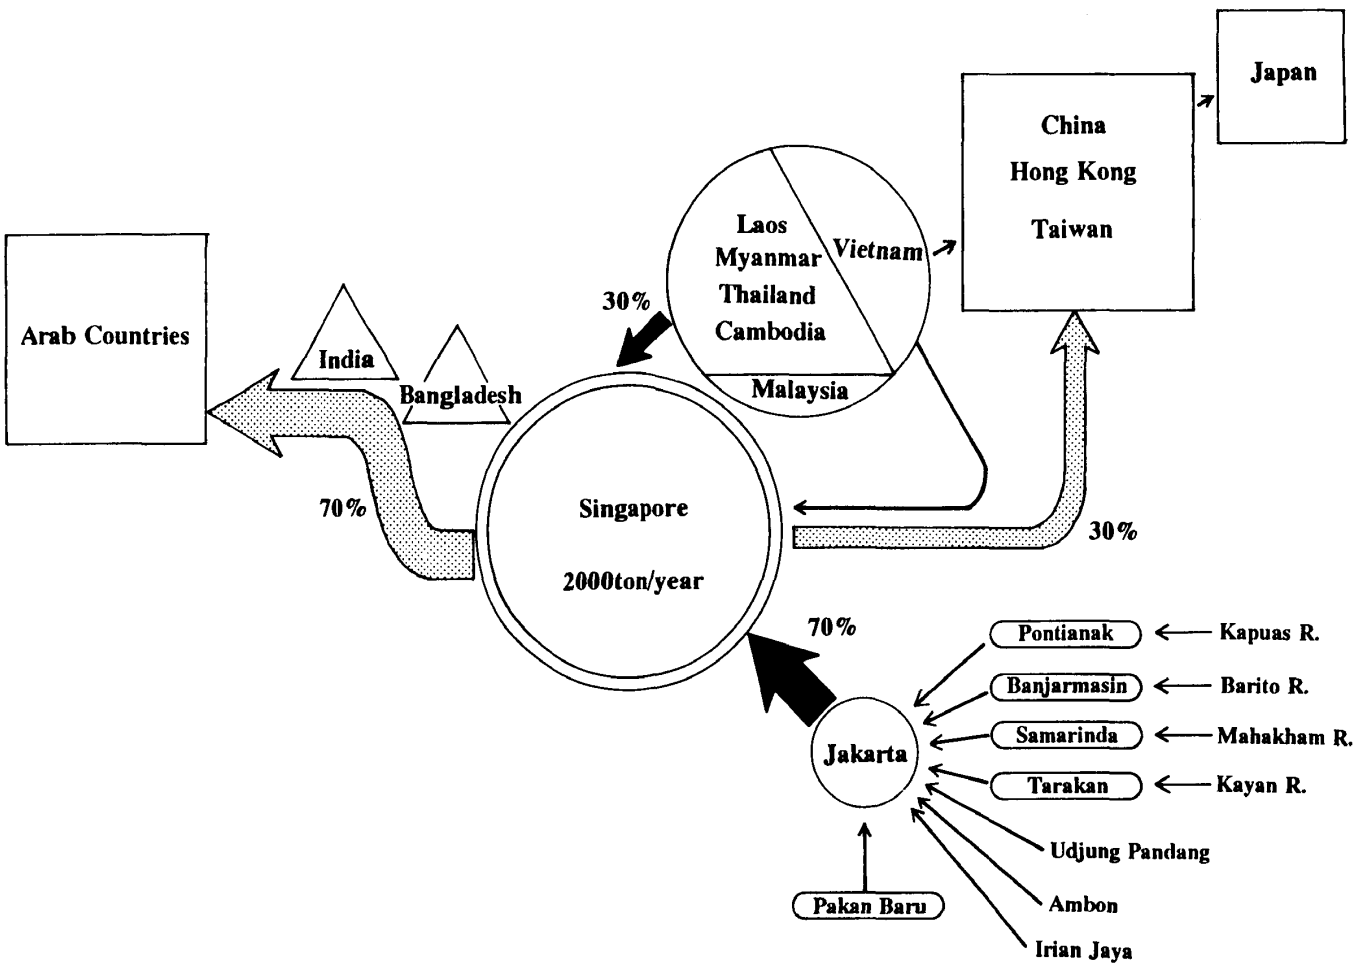 Japan
China
Hong Kong
Taiwan
Laos
Myanmar
Thailand
Cambodia
Vietnam
Malaysia
30%
Arab Countries
India
Bangladesh
70%
Singapore
2000ton/year
30%
70%
Pontianak
Kapuas R.
Banjarmasin
Barito R.
Samarinda
Mahakham R.
Jakarta
Tarakan
Kayan R.
Udjung Pandang
Pakan Baru
Ambon
Irian Jaya